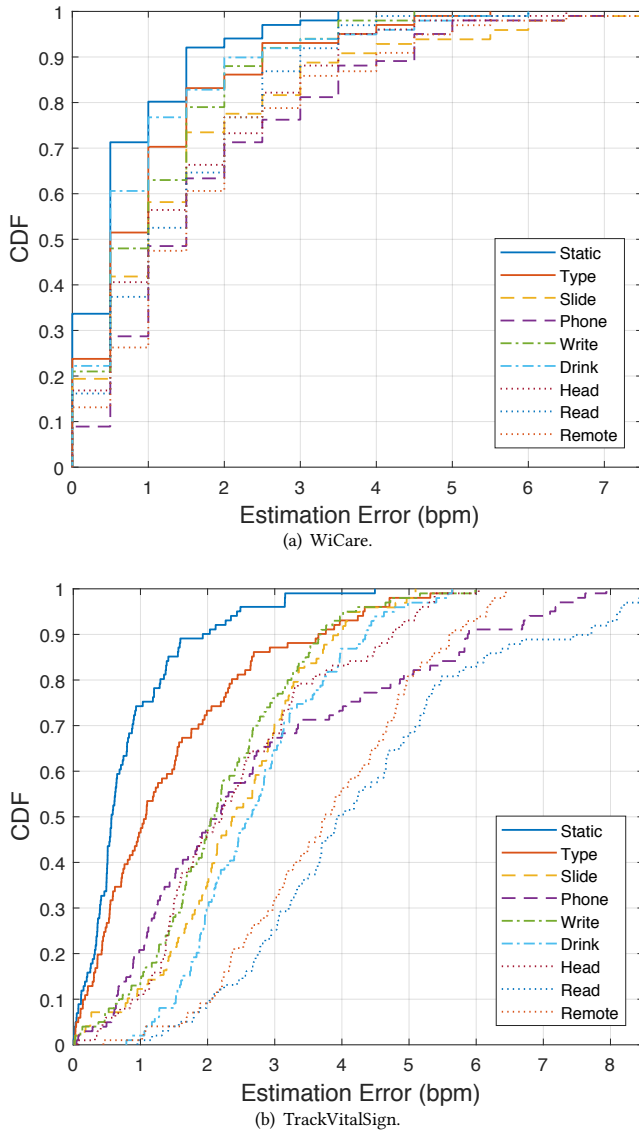 1
0.9
0.8
0.7
0.6
0.5
0.4
0.3
0.2
0.1
0
CDF
Static
Type
Slide
Phone
Write
Drink
Head
Read
Remote
0 1 2 3 4 5 6 7
Estimation Error (bpm)
(a) WiCare.
1
0.9
0.8
0.7
0.6
0.5
0.4
0.3
0.2
0.1
0
CDF
Static
Type
Slide
Phone
Write
Drink
Head
Read
Remote
0 1 2 3 4 5 6 7 8
Estimation Error (bpm)
(b) TrackVitalSign.